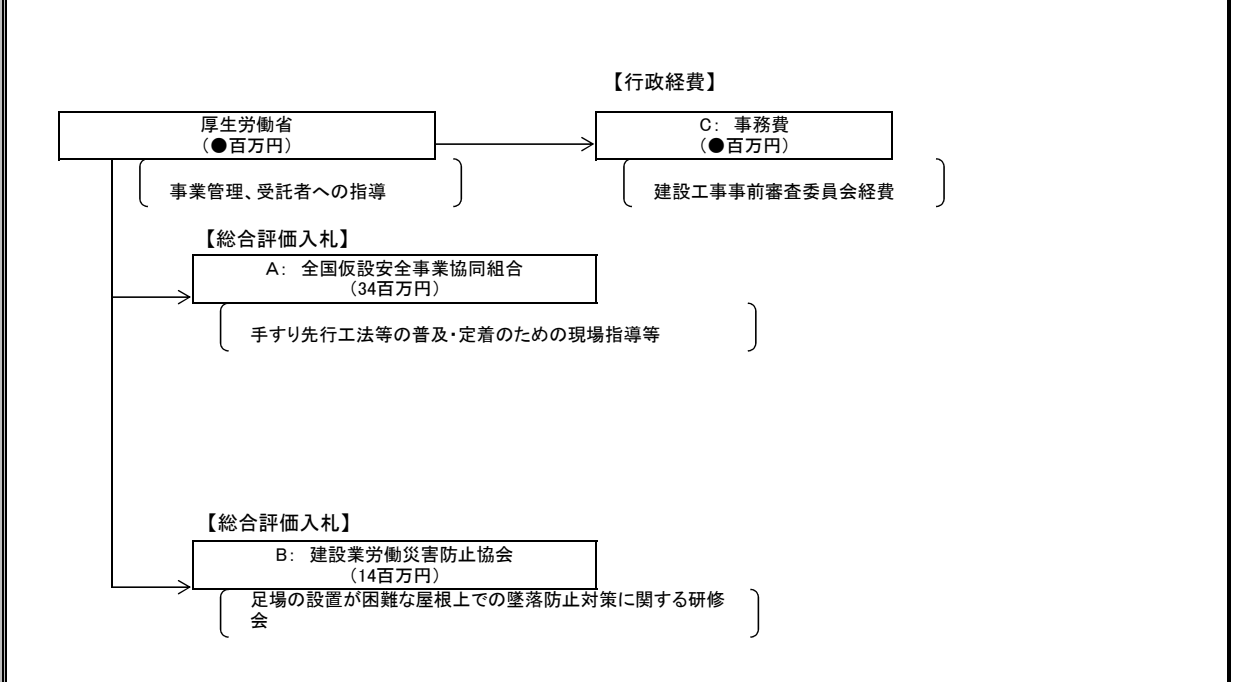 【行政経費】
厚生労働省
（●百万円）
C： 事務費
（●百万円）
事業管理、受託者への指導
建設工事事前審査委員会経費
【総合評価入札】
A： 全国仮設安全事業協同組合
（34百万円）
手すり先行工法等の普及・定着のための現場指導等
【総合評価入札】
B： 建設業労働災害防止協会
（14百万円）
足場の設置が困難な屋根上での墜落防止対策に関する研修
会